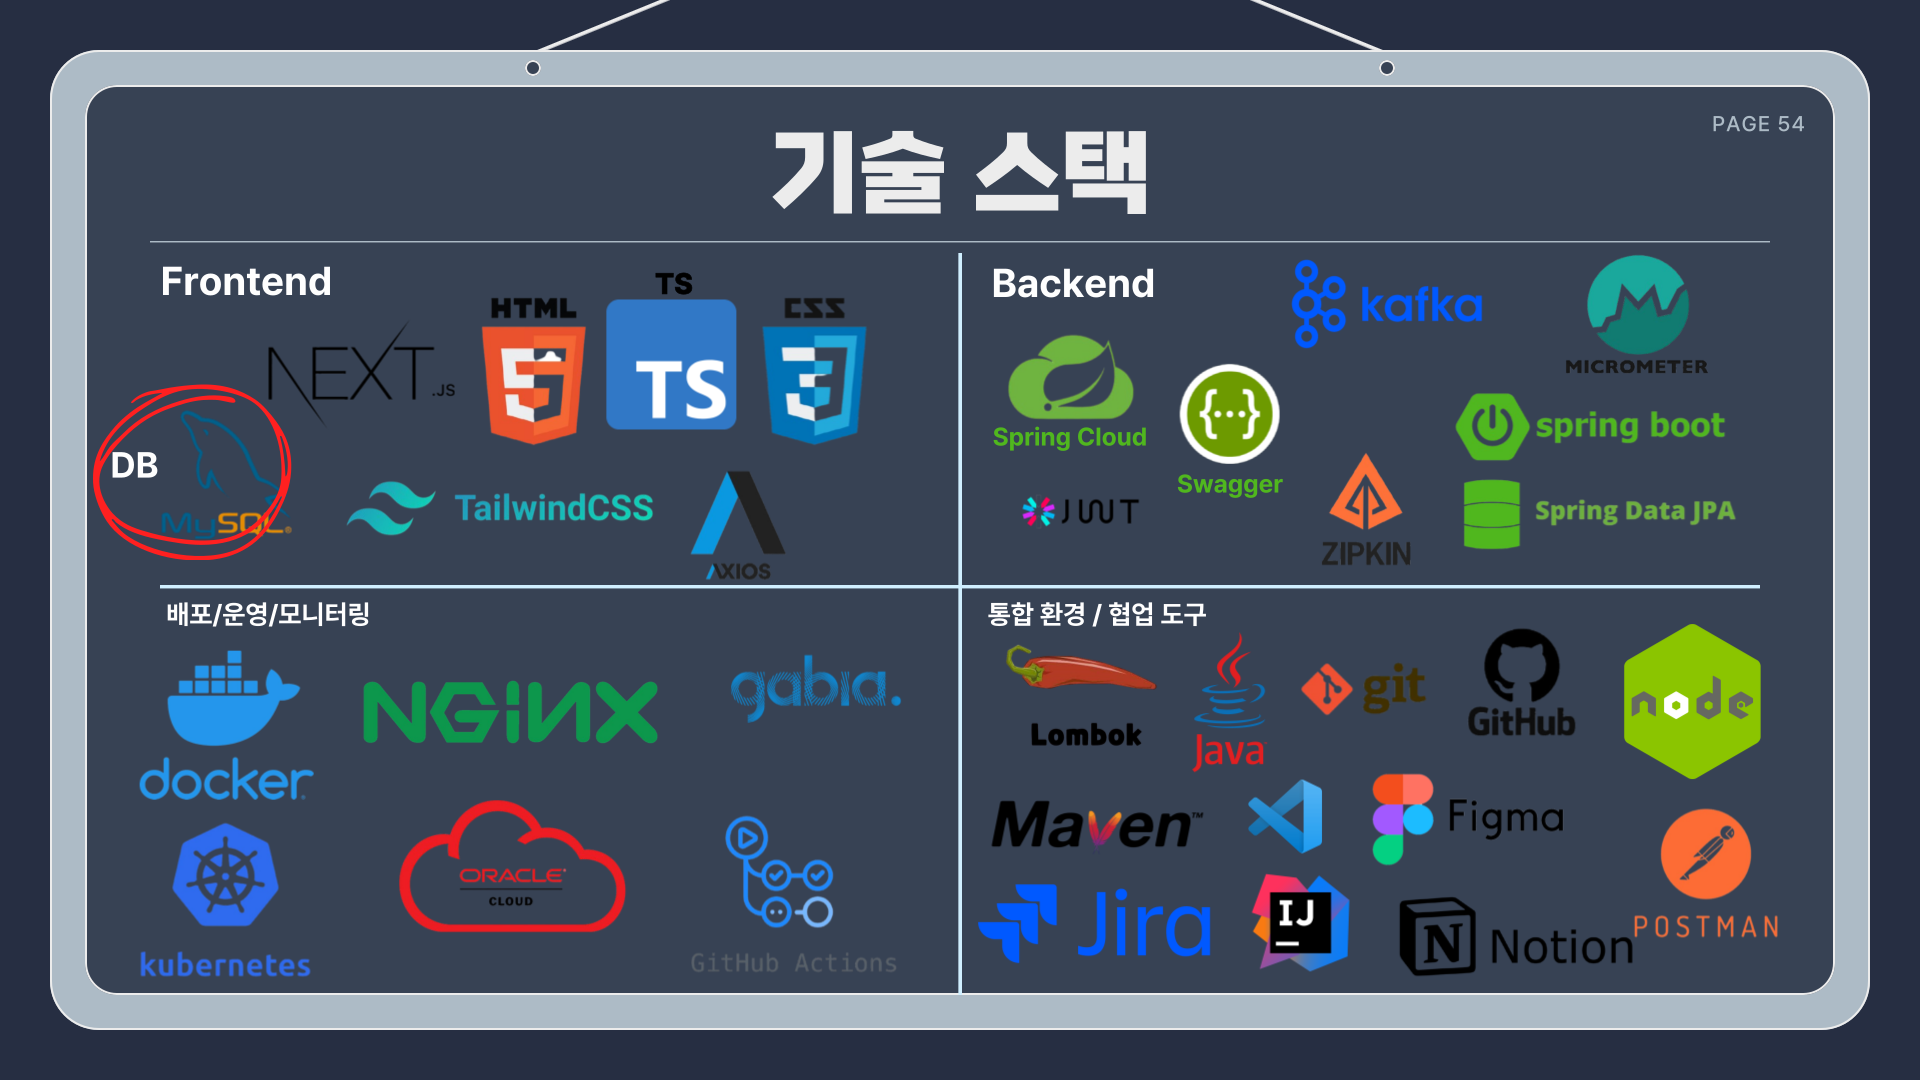 PAGE 54
기술 스택
Frontend
NEXT.JS
HTML
5
TS
TS
CSS
3
DB
MySQL®
TailwindCSS
AXIOS
Backend
kafka
MICROMETER
Spring Cloud
{···}
Swagger
spring boot
JWT
ZIPKIN
Spring Data JPA
배포/운영/모니터링
docker
NGINX
gabia.
kubernetes
ORACLE
CLOUD
GitHub Actions
통합 환경 / 협업 도구
Lombok
Java
git
GitHub
node
Maven™
Figma
POSTMAN
Jira
IJ
N
Notion